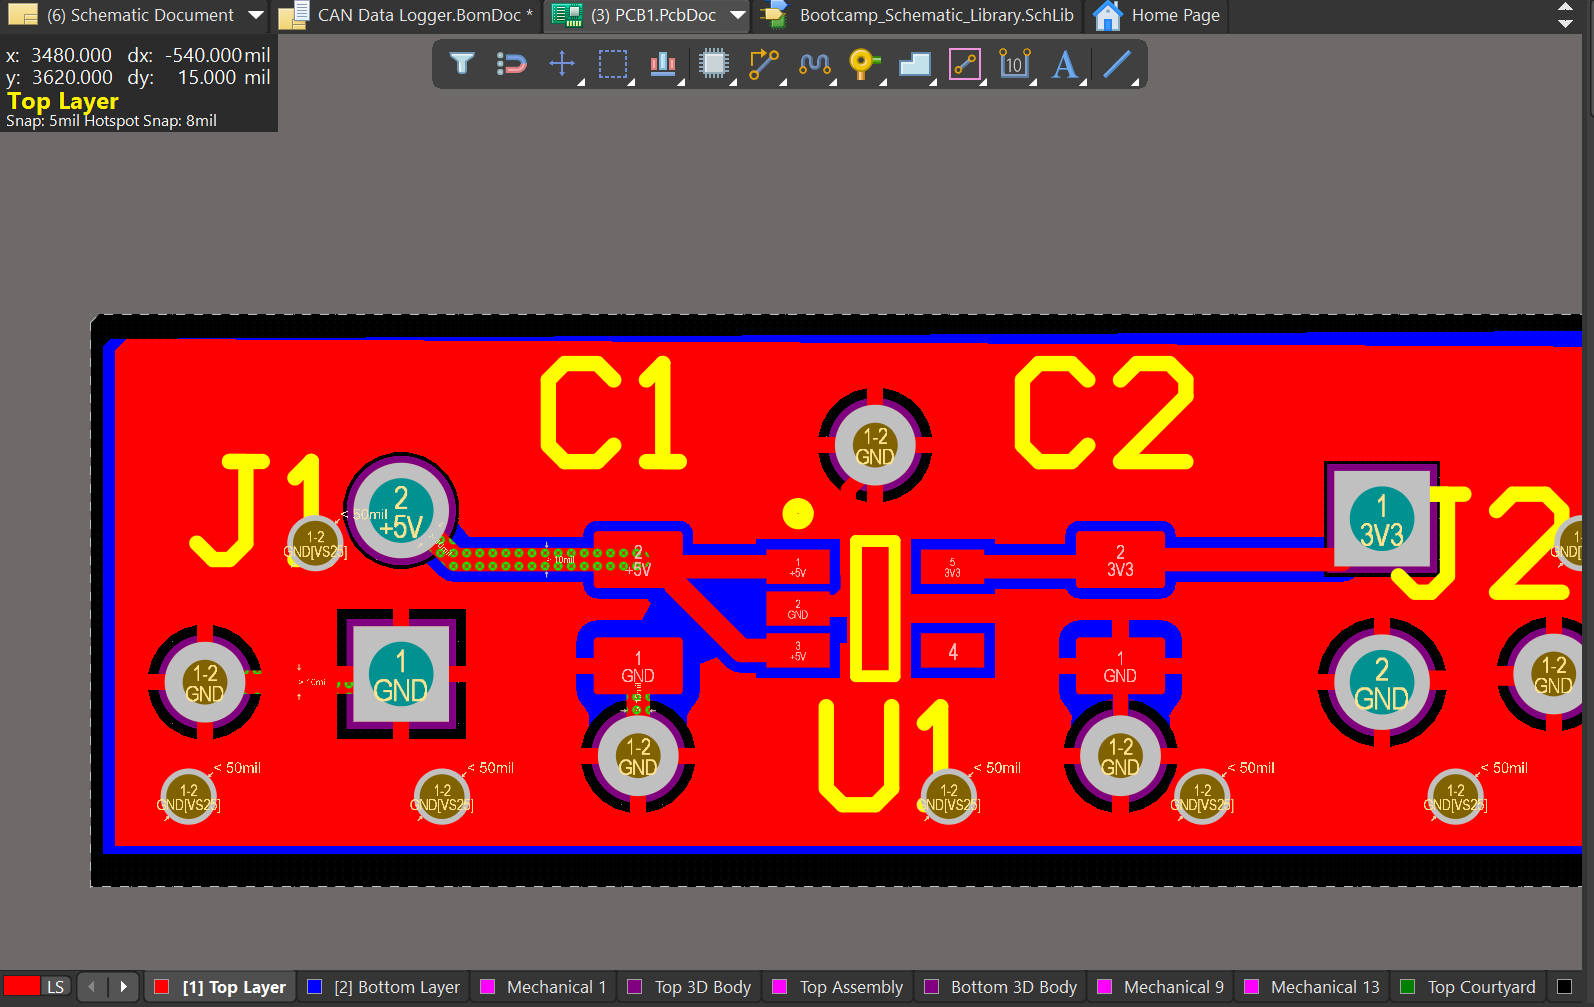 (6) Schematic Document
CAN Data Logger.BomDoc *
(3) PCB1.PcbDoc
Bootcamp_Schematic_Library.SchLib
Home Page
x: 3480.000 dx: -540.000 mil
y: 3620.000 dy: 15.000 mil
Top Layer
Snap: 5mil Hotspot Snap: 8mil
10
A
C1
C2
J1
J2
U1
1-2
GND
2
+5V
< 50mil
1-2
GND[VS25]
1
3V3
1-2
GND[
2
+5V
> 10mil
1
+5V
5
3V3
2
3V3
2
GND
3
+5V
4
1
GND
1
GND
1-2
GND
> 10mil
1
GND
2
GND
1-2
GND
1-2
GND
1-2
GND
< 50mil
1-2
GND[VS25]
< 50mil
1-2
GND[VS25]
< 50mil
1-2
GND[VS25]
< 50mil
1-2
GND[VS25]
< 50mil
1-2
GND[VS25]
LS
[1] Top Layer
[2] Bottom Layer
Mechanical 1
Top 3D Body
Top Assembly
Bottom 3D Body
Mechanical 9
Mechanical 13
Top Courtyard